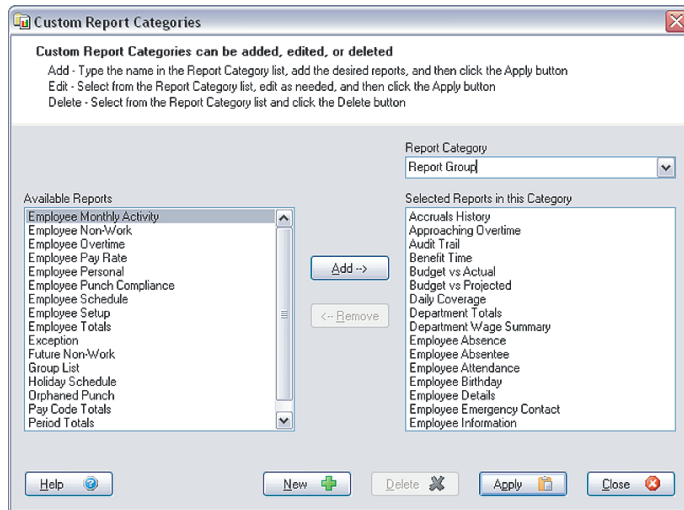 Custom Report Categories
Custom Report Categories can be added, edited, or deleted
Add - Type the name in the Report Category list, add the desired reports, and then click the Apply button
Edit - Select from the Report Category list, edit as needed, and then click the Apply button
Delete - Select from the Report Category list and click the Delete button
Report Category
Report Group
Available Reports
Employee Monthly Activity
Employee Non-Work
Employee Overtime
Employee Pay Rate
Employee Personal
Employee Punch Compliance
Employee Schedule
Employee Setup
Employee Totals
Exception
Future Non-Work
Group List
Holiday Schedule
Orphaned Punch
Pay Code Totals
Period Totals
Add -->
<-- Remove
Selected Reports in this Category
Accruals History
Approaching Overtime
Audit Trail
Benefit Time
Budget vs Actual
Budget vs Projected
Daily Coverage
Department Totals
Department Wage Summary
Employee Absence
Employee Absentee
Employee Attendance
Employee Birthday
Employee Details
Employee Emergency Contact
Employee Information
Help
New
Delete
Apply
Close